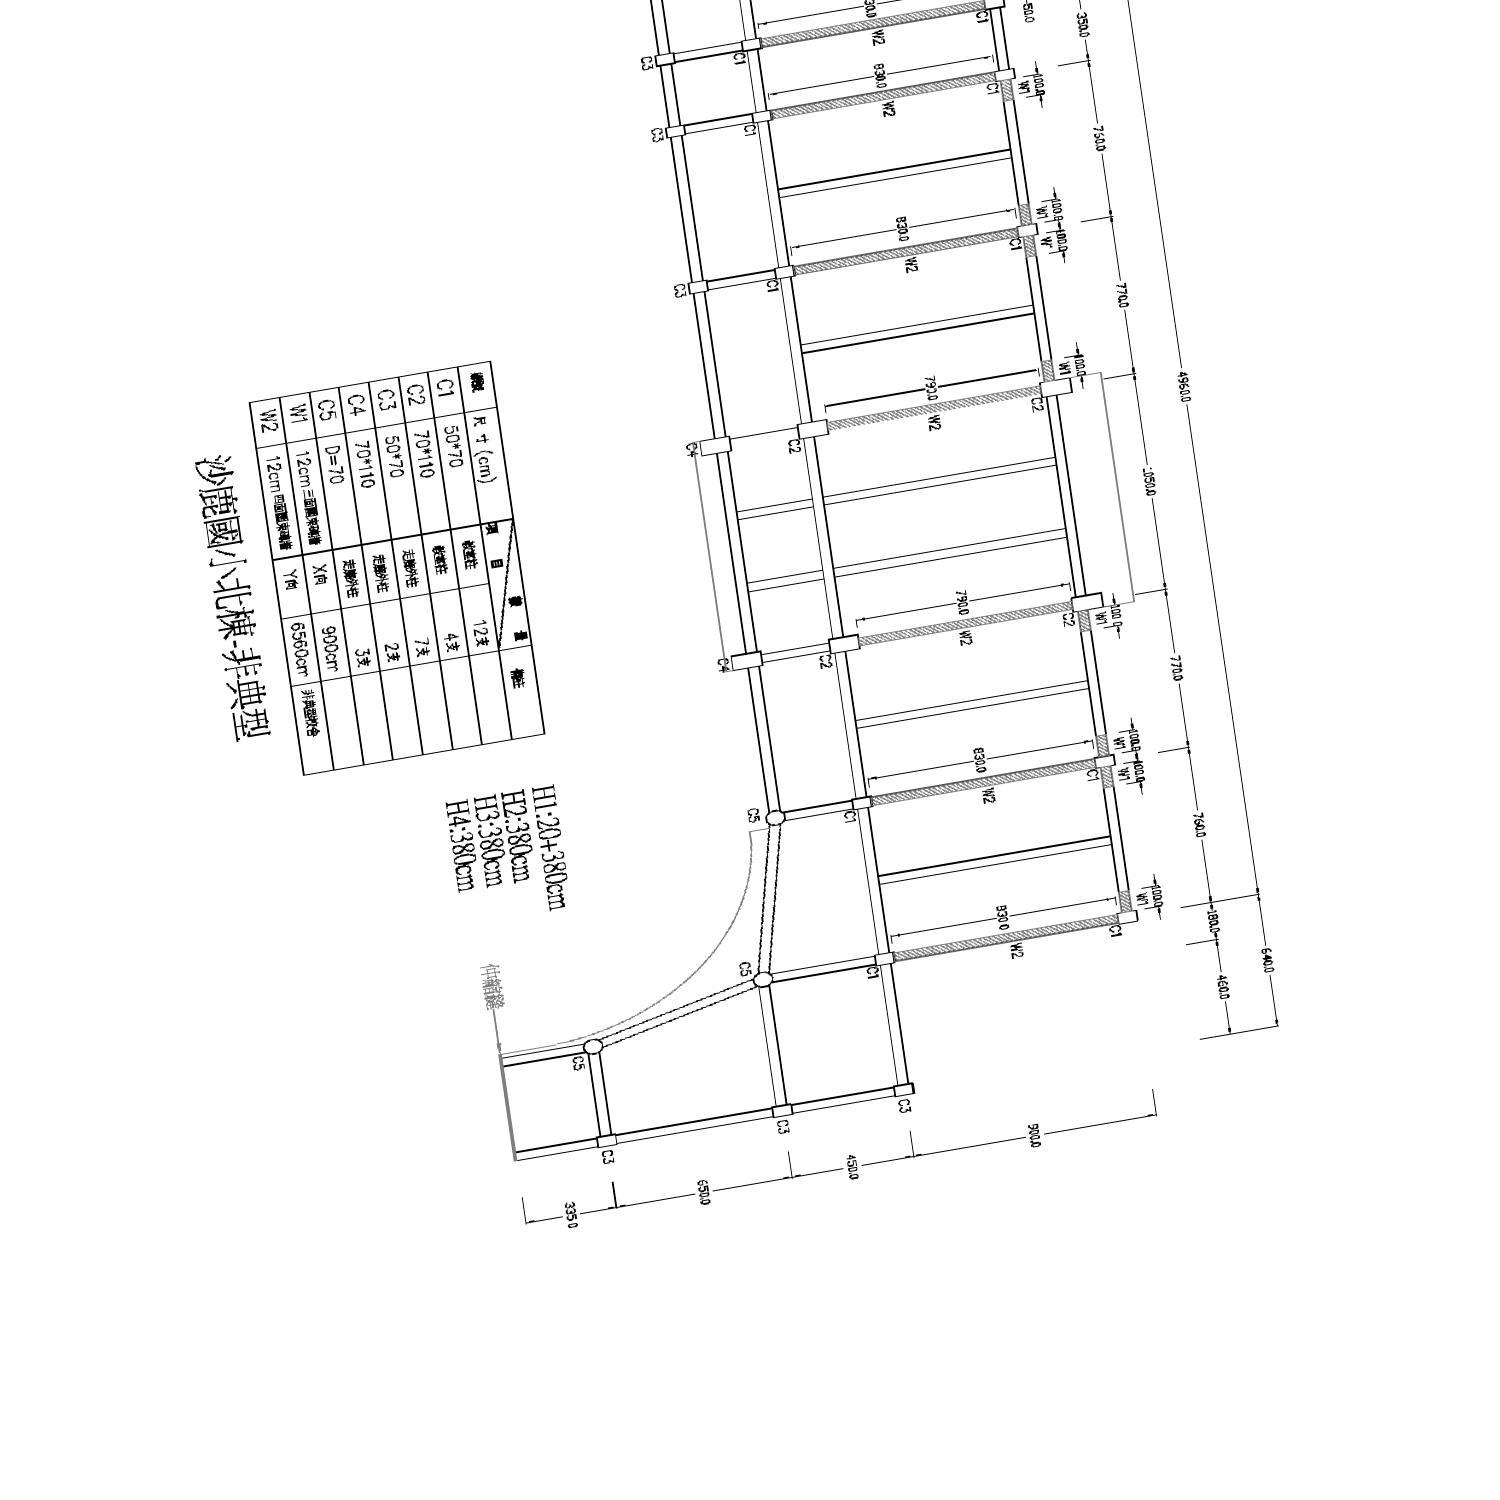 沙鹿國小北棟-非典型
尺寸(cm)
C1 50*70
C2 70*110
C3 50*70
C4 70*110
C5 D=70
W1 12cm三面圍束磚牆
W2 12cm四面圍束磚牆
項目 數量 備註
教室柱 12支
教室柱 4支
走廊外柱 7支
走廊外柱 2支
走廊外柱 3支
X向 900cm
Y向 6560cm 非典型校舍
H1:20+380cm
H2:380cm
H3:380cm
H4:380cm
伸縮縫
C3 C1 W2 C1 350.0
C3 C1 830.0 W2 C1 W1 100.0
760.0
C3 C1 830.0 W2 C1 W1 100.0 100.0
770.0
4960.0
C4 C2 790.0 W2 C2 W1 100.0
1050.0
C4 C2 790.0 W2 C2 W1 100.0
770.0
C5 C1 830.0 W2 C1 W1 100.0 W1 100.0
760.0
C5 C1 830.0 W2 C1 W1 100.0
180.0
640.0
460.0
C5
C3 C3 C3
335.0 650.0 450.0 900.0